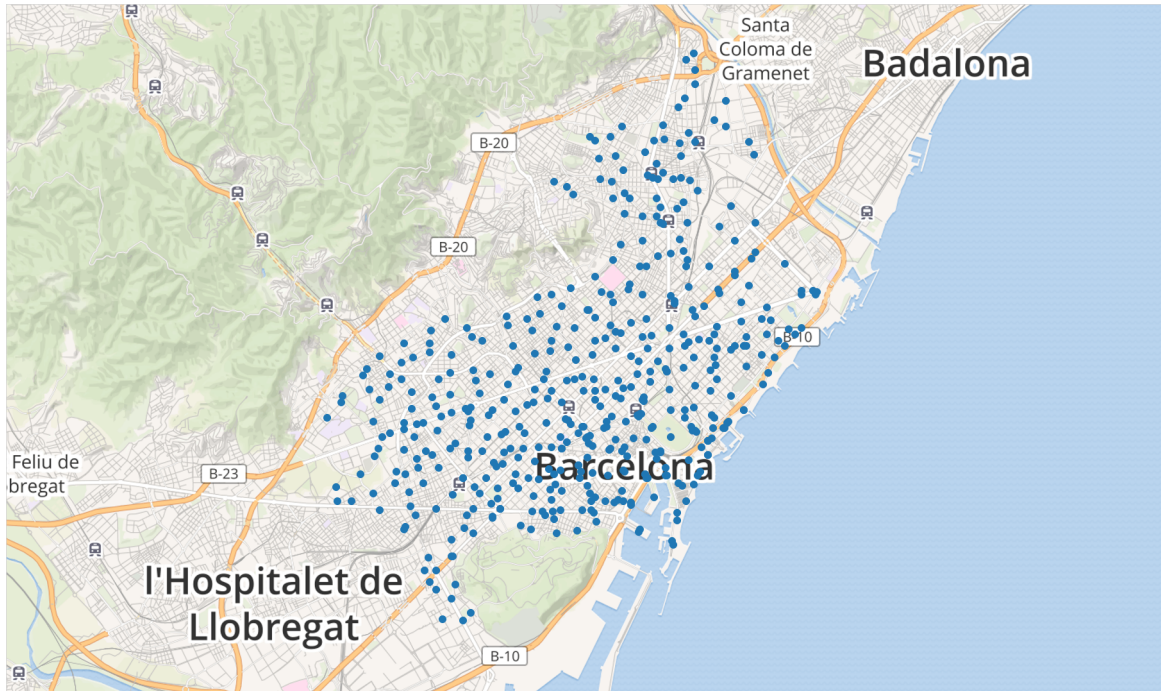 Santa
Coloma de
Gramenet
Badalona
B-20
B-20
B-10
Feliu de
bregat
B-23
Barcelona
l'Hospitalet de
Llobregat
B-10